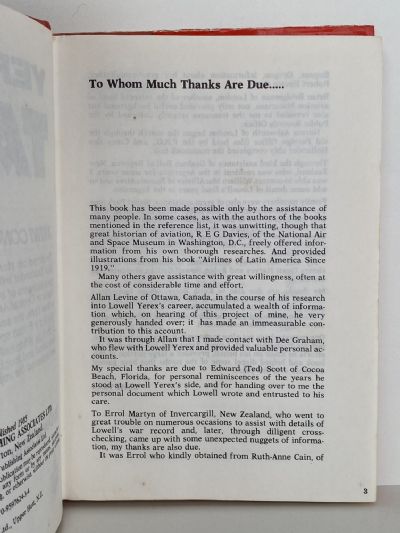 To Whom Much Thanks Are Due.....
This book has been made possible only by the assistance of
many people. In some cases, as with the authors of the books
mentioned in the reference list, it was unwitting, though that
great historian of aviation, R E G Davies, of the National Air
and Space Museum in Washington, D.C., freely offered infor-
mation from his own thorough researches. And provided
illustrations from his book "Airlines of Latin America Since
1919."
Many others gave assistance with great willingness, often at
the cost of considerable time and effort.
Allan Levine of Ottawa, Canada, in the course of his research
into Lowell Yerex's career, accumulated a wealth of informa-
tion which, on hearing of this project of mine, he very
generously handed over; it has made an immeasurable con-
tribution to this account.
It was through Allan that I made contact with Dee Graham,
who flew with Lowell Yerex and provided valuable personal ac-
counts.
My special thanks are due to Edward (Ted) Scott of Cocoa
Beach, Florida, for personal reminiscences of the years he
stood at Lowell Yerex's side, and for handing over to me the
personal document which Lowell wrote and entrusted to his
care.
To Errol Martyn of Invercargill, New Zealand, who went to
great trouble on numerous occasions to assist with details of
Lowell's war record and, later, through diligent cross-
checking, came up with some unexpected nuggets of informa-
tion, my thanks are also due.
It was Errol who kindly obtained from Ruth-Anne Cain, of
3
1985
ASSOCIATES LTD
New Zealand
Upper Hutt, N.Z.